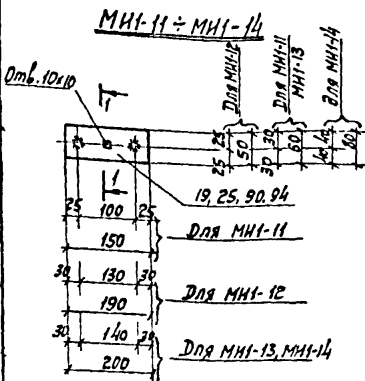 МН1-11 ÷ МН1-14
Отв. 10х10
1
1
Для МН1-12
Для МН1-11
МН1-13
Для МН1-14
25
25
50
30
30
60
40
40
80
19, 25, 90. 94
25 100 25
150
Для МН1-11
30 130 30
190
Для МН1-12
30 140 30
200
Для МН1-13, МН1-14